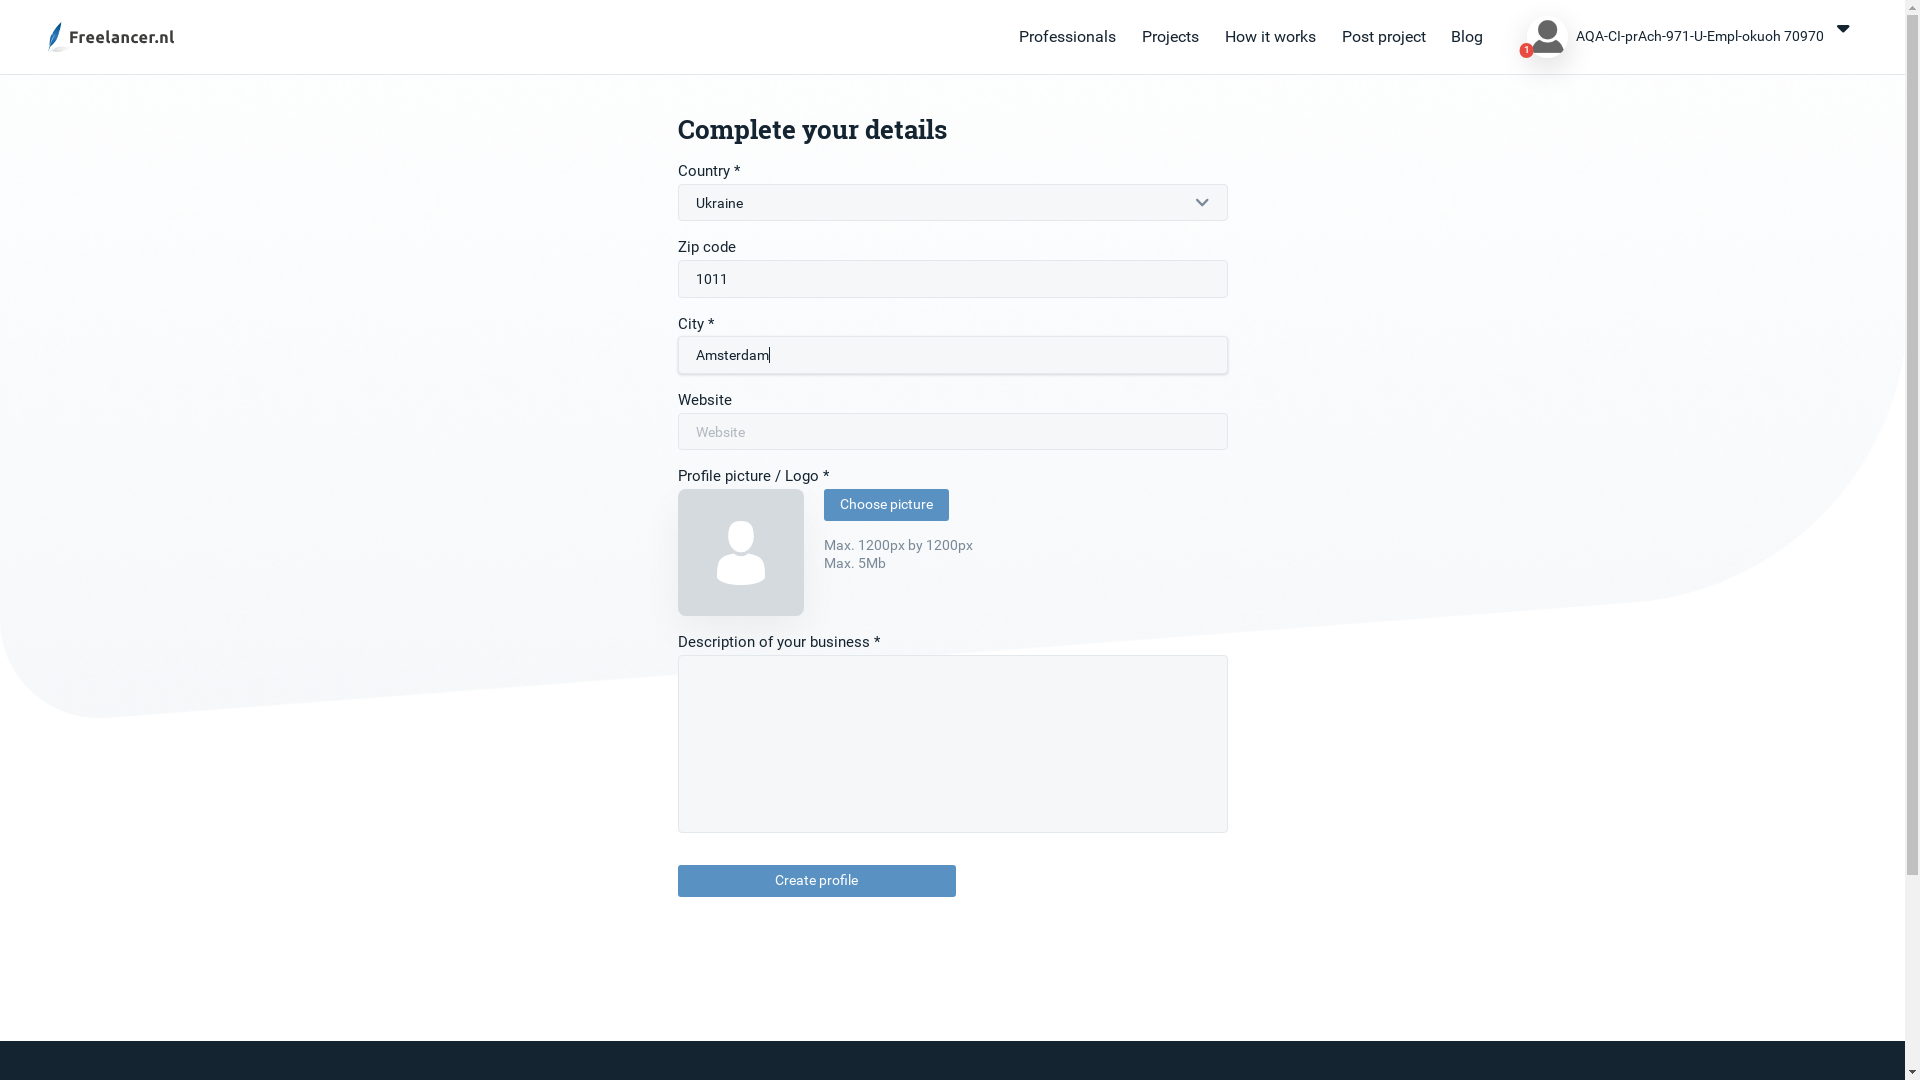 Freelancer.nl
Professionals Projects How it works Post project Blog
1 AQA-CI-prAch-971-U-Empl-okuoh 70970
Complete your details
Country *
Ukraine
Zip code
1011
City *
Amsterdam
Website
Website
Profile picture / Logo *
Choose picture
Max. 1200px by 1200px
Max. 5Mb
Description of your business *
Create profile